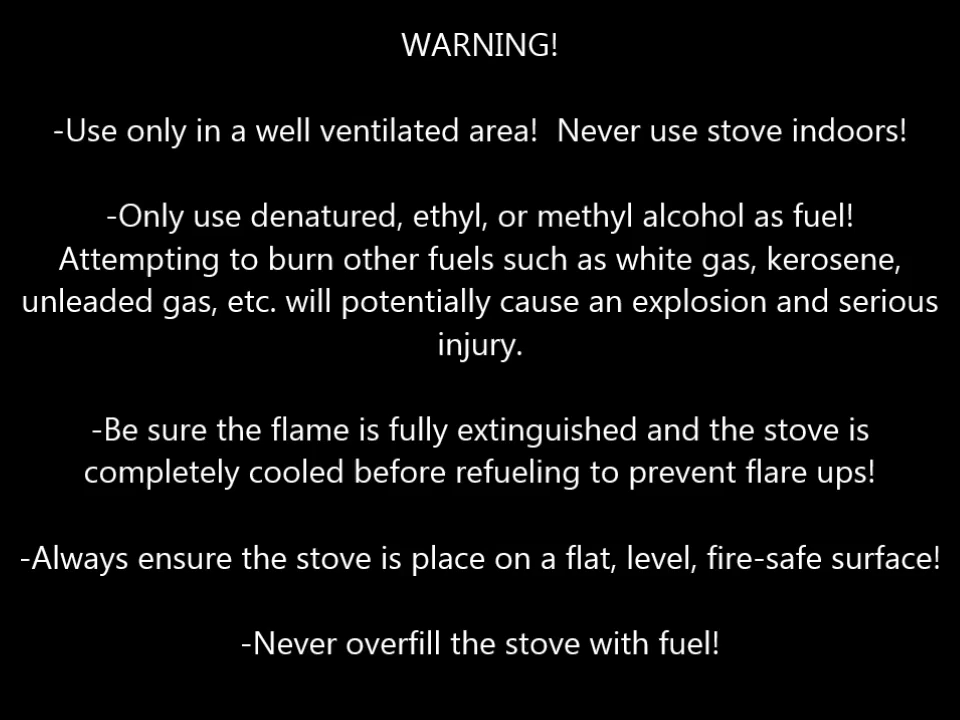 WARNING!
-Use only in a well ventilated area!  Never use stove indoors!
-Only use denatured, ethyl, or methyl alcohol as fuel!
Attempting to burn other fuels such as white gas, kerosene,
unleaded gas, etc. will potentially cause an explosion and serious
injury.
-Be sure the flame is fully extinguished and the stove is
completely cooled before refueling to prevent flare ups!
-Always ensure the stove is place on a flat, level, fire-safe surface!
-Never overfill the stove with fuel!